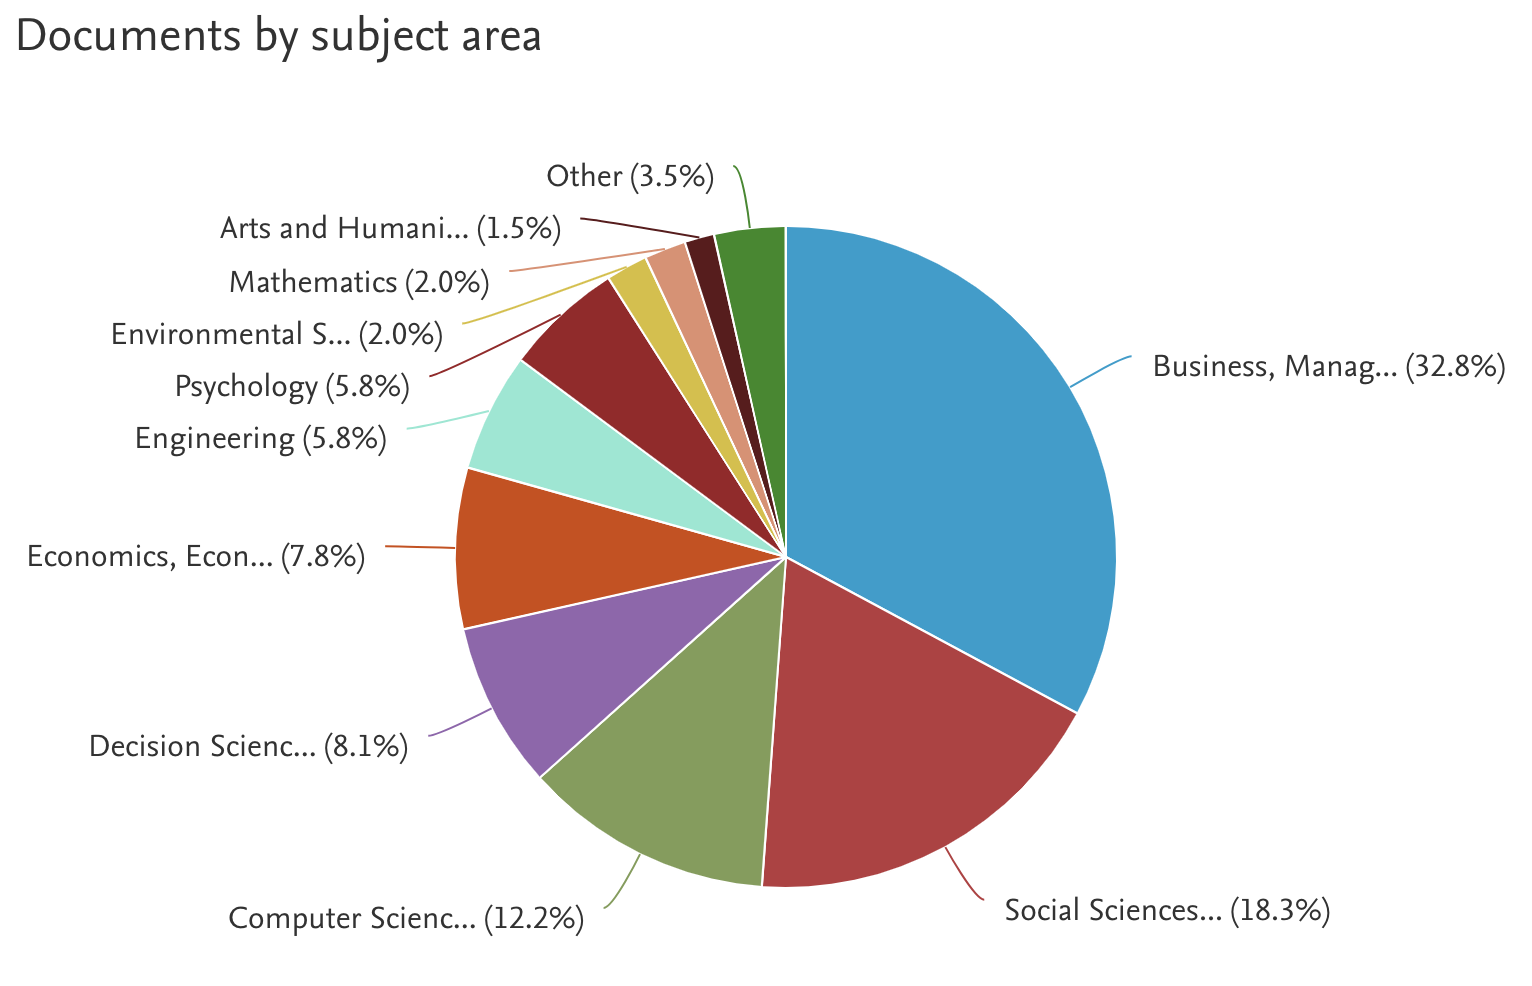 Documents by subject area
Other (3.5%)
Arts and Humani... (1.5%)
Mathematics (2.0%)
Environmental S... (2.0%)
Psychology (5.8%)
Engineering (5.8%)
Economics, Econ... (7.8%)
Decision Scienc... (8.1%)
Computer Scienc... (12.2%)
Business, Manag... (32.8%)
Social Sciences... (18.3%)